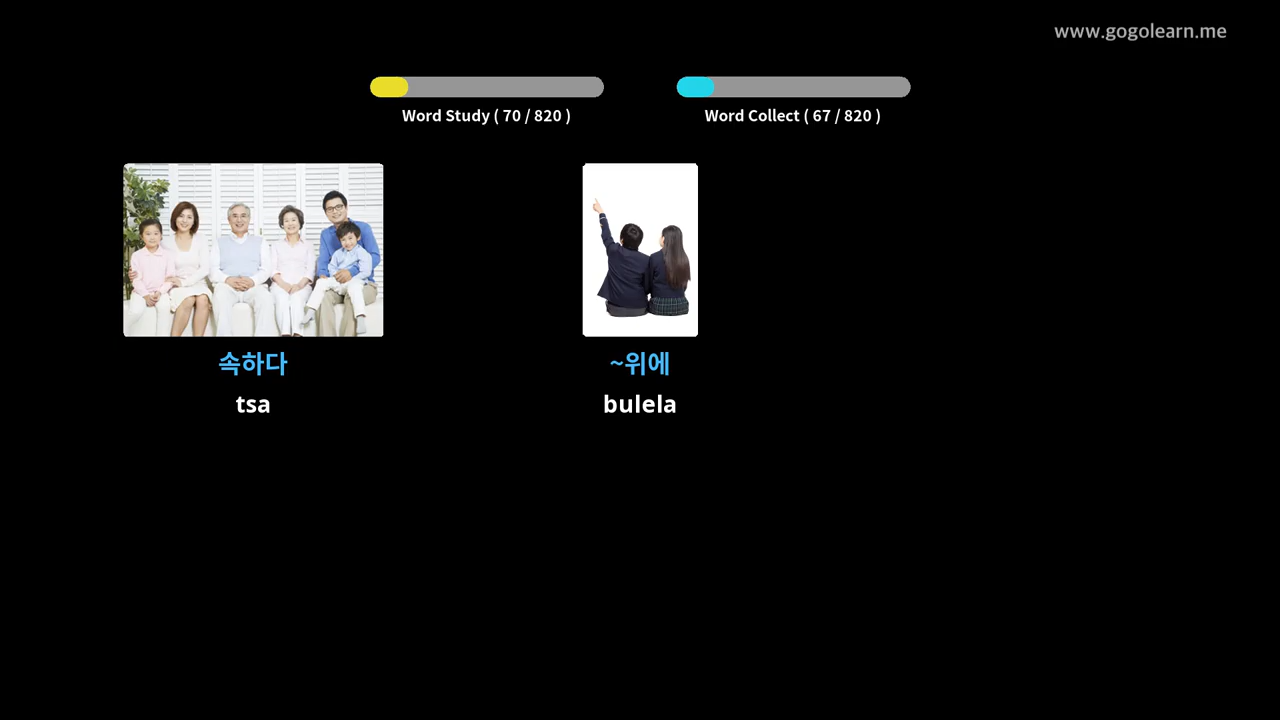 www.gogolearn.me
Word Study ( 70 / 820 )
Word Collect ( 67 / 820 )
속하다
~위에
tsa
bulela